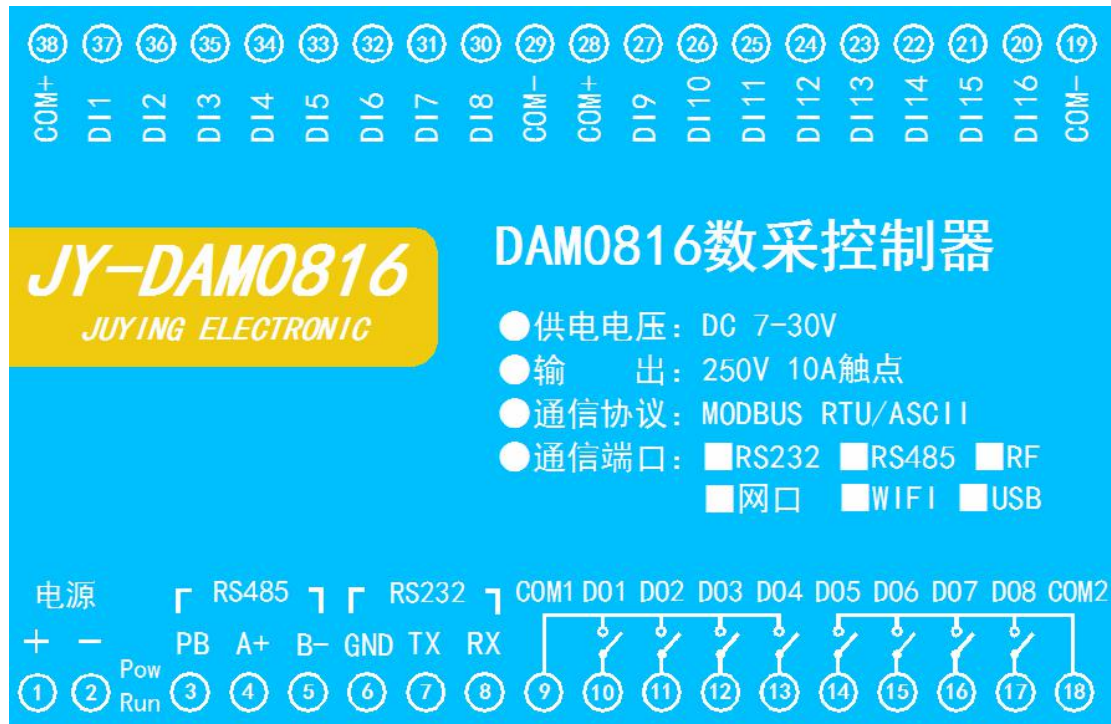 38 37 36 35 34 33 32 31 30 29 28 27 26 25 24 23 22 21 20 19
COM+ DI1 DI2 DI3 DI4 DI5 DI6 DI7 DI8 COM- COM+ DI9 DI10 DI11 DI12 DI13 DI14 DI15 DI16 COM-
JY-DAM0816
JUYING ELECTRONIC
DAM0816数采控制器
●供电电压: DC 7-30V
●输 出: 250V 10A触点
●通信协议: MODBUS RTU/ASCII
●通信端口: ■RS232 ■RS485 ■RF
■网口 ■WIFI ■USB
电源 RS485 RS232 COM1 DO1 DO2 DO3 DO4 DO5 DO6 DO7 DO8 COM2
+ - PB A+ B- GND TX RX
Pow
Run
1 2 3 4 5 6 7 8 9 10 11 12 13 14 15 16 17 18